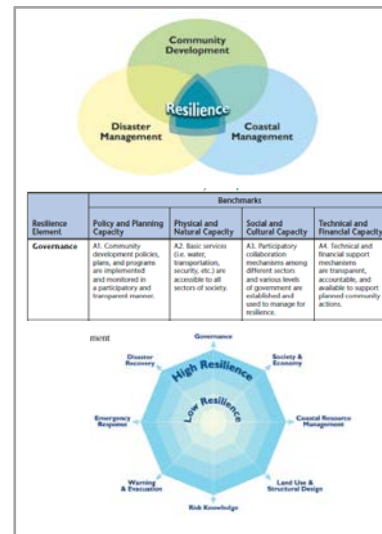 Community
Development
Resilience
Disaster
Management
Coastal
Management
Benchmarks
Resilience
Element
Policy and Planning
Capacity
Physical and
Natural Capacity
Social and
Cultural Capacity
Technical and
Financial Capacity
Governance
A1. Community
development policies,
plans, and programs
are implemented
and monitored in
a participatory and
transparent manner.
A2. Basic services
(i.e. water,
transportation,
security, etc.) are
accessible to all
sectors of society.
A3. Participatory
collaboration
mechanisms among
different sectors
and various levels
of government are
established and
used to manage for
resilience.
A4. Technical and
financial support
mechanisms
are transparent,
accountable, and
available to support
planned community
actions.
ment
Governance
Disaster
Recovery
Society &
Economy
High Resilience
Low Resilience
Emergency
Response
Coastal Resource
Management
Warning
& Evacuation
Land Use &
Structural Design
Risk Knowledge